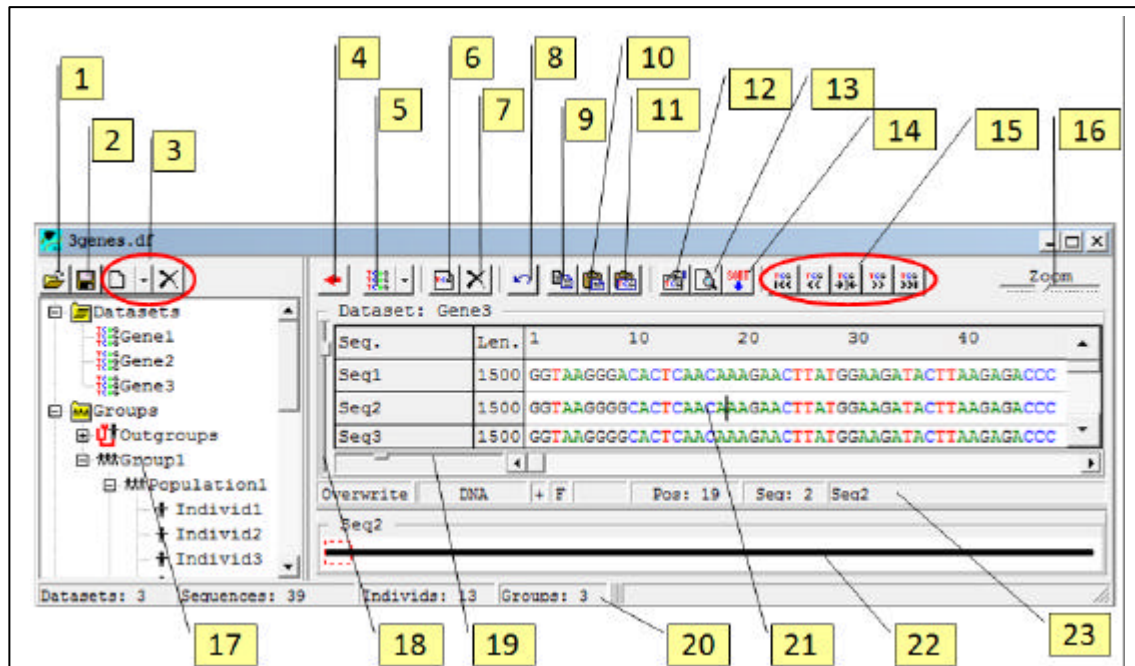 1
2
3
4
5
6
7
8
9
10
11
12
13
14
15
16
3genes.df
Zoom
Datasets
Gene1
Gene2
Gene3
Groups
Outgroups
Group1
Population1
Individ1
Individ2
Individ3
Dataset: Gene3
Seq. Len. 1 10 20 30 40
Seq1 1500 GGTAAGGGACACTCAACAAAGAACTTATGGAAGATACTTAAGAGACCC
Seq2 1500 GGTAAGGGGCACTCAACAAAGAACTTATGGAAGATACTTAAGAGACCC
Seq3 1500 GGTAAGGGGCACTCAACAAAGAACTTATGGAAGATACTTAAGAGACCC
Overwrite DNA + F Pos: 19 Seq: 2 Seq2
Seq2
Datasets: 3 Sequences: 39 Individs: 13 Groups: 3
17
18
19
20
21
22
23